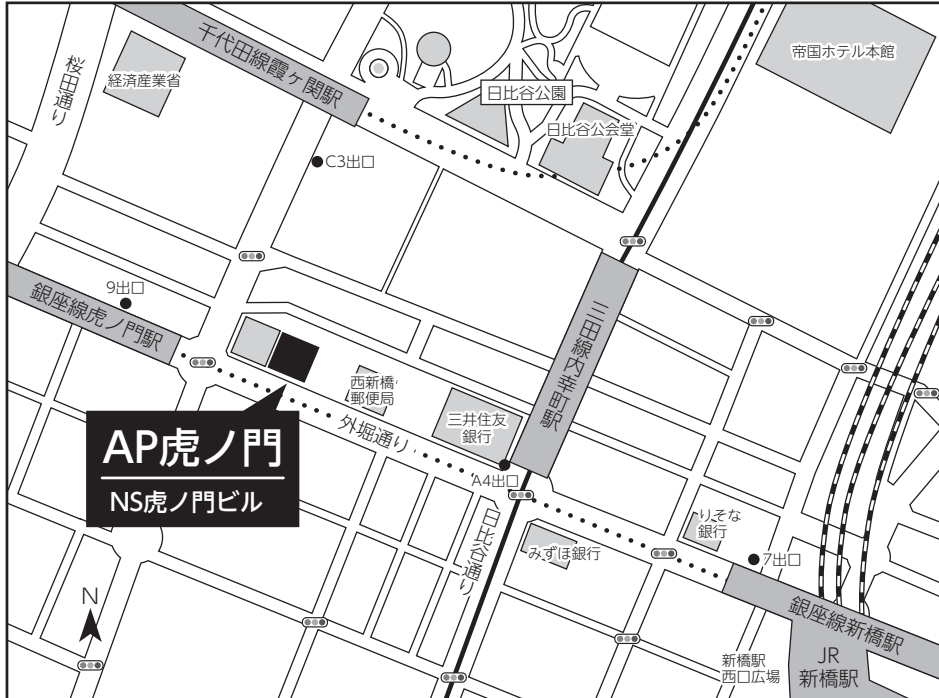 千代田線霞ヶ関駅
桜田通り
経済産業省
日比谷公園
日比谷公会堂
帝国ホテル本館
C3出口
9出口
銀座線虎ノ門駅
三田線内幸町駅
西新橋
郵便局
三井住友
銀行
外堀通り
A4出口
AP虎ノ門
NS虎ノ門ビル
日比谷通り
みずほ銀行
りそな
銀行
7出口
銀座線新橋駅
新橋駅
西口広場
JR
新橋駅
N